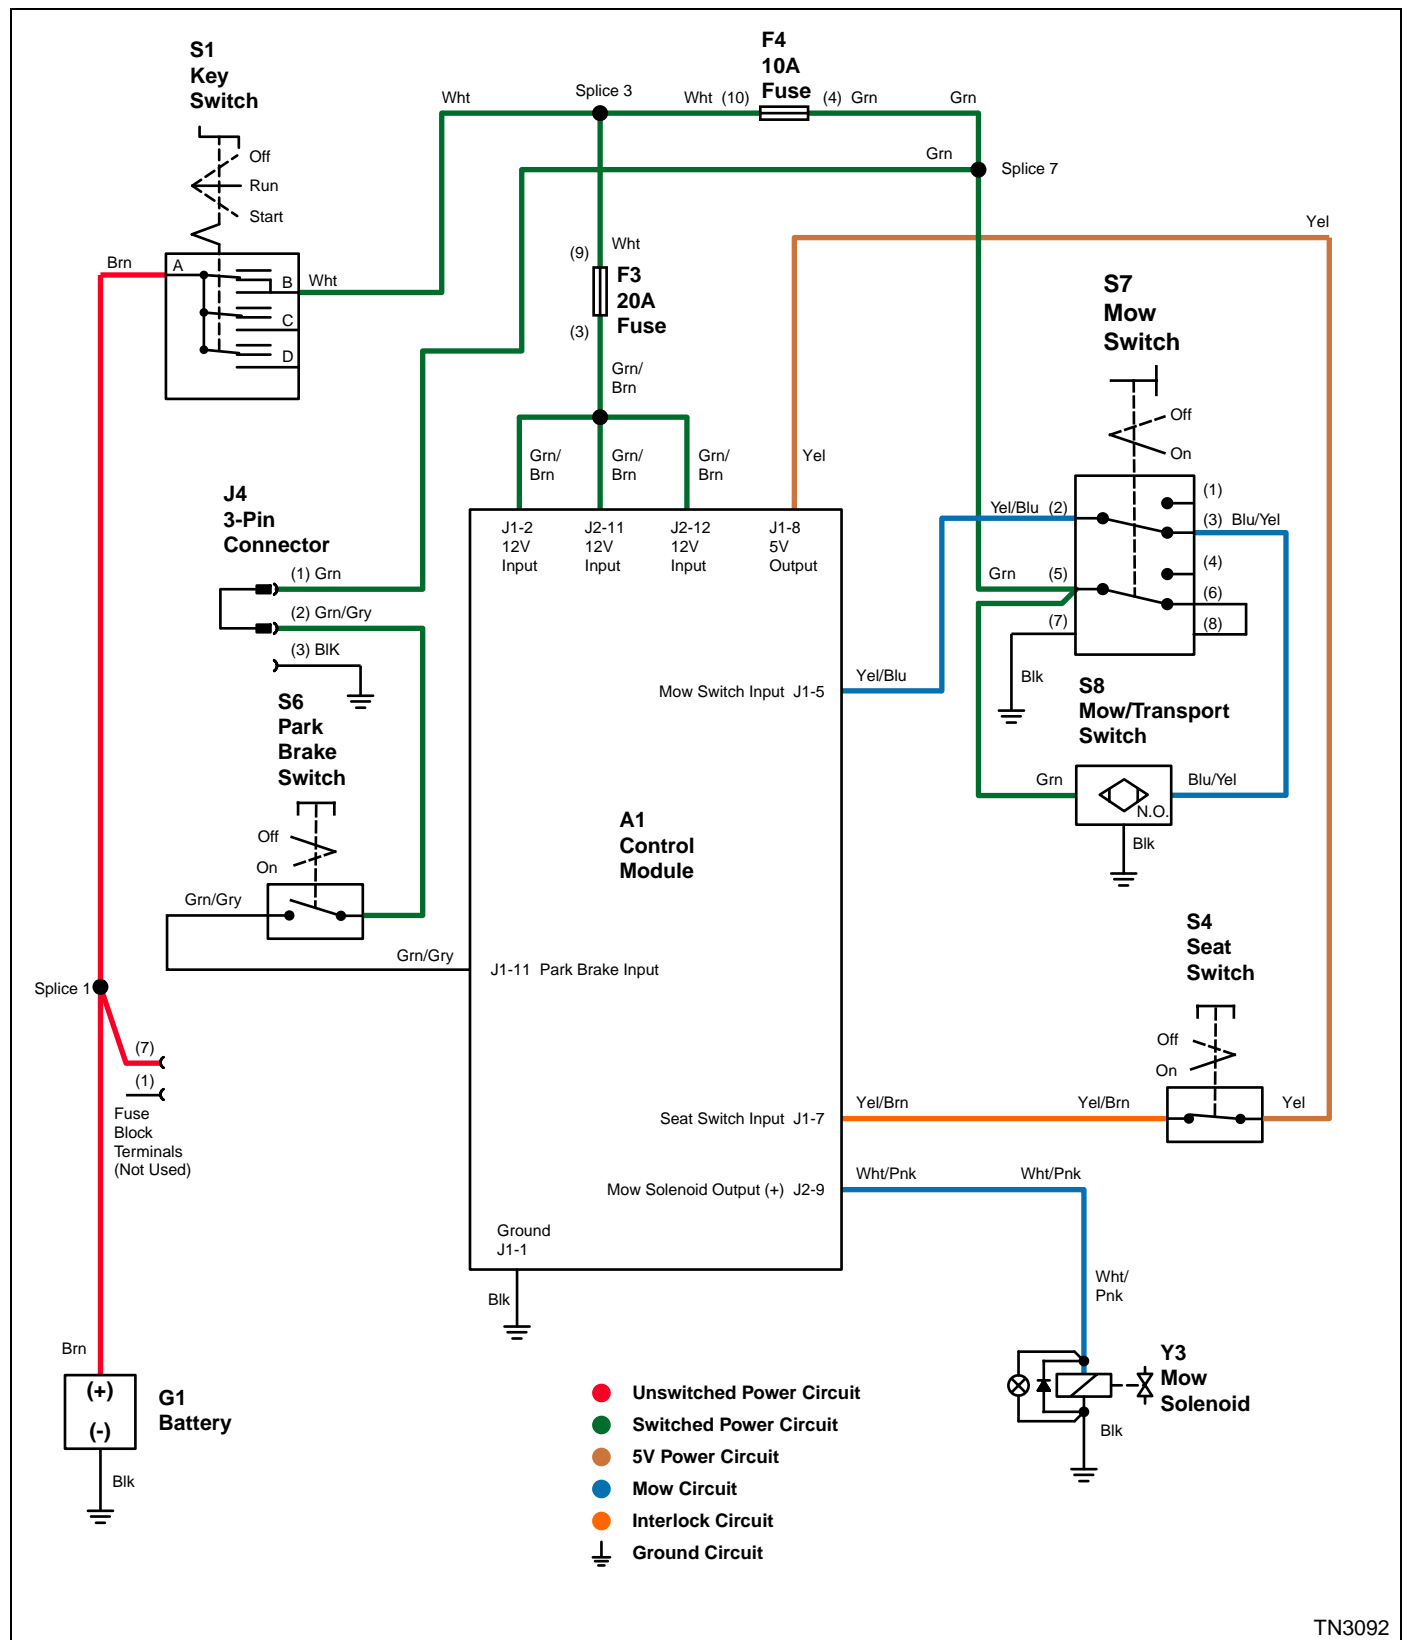 S1
Key
Switch
Off
Run
Start
Brn
A
B
C
D
Wht
Wht
Splice 3
Wht (10)
F4
10A
Fuse
(4) Grn
Grn
Grn
Splice 7
Yel
(9)
Wht
F3
20A
Fuse
(3)
Grn/
Brn
Grn/
Brn
Grn/
Brn
Grn/
Brn
Yel
S7
Mow
Switch
Off
On
J4
3-Pin
Connector
(1) Grn
(2) Grn/Gry
(3) BlK
J1-2
12V
Input
J2-11
12V
Input
J2-12
12V
Input
J1-8
5V
Output
Yel/Blu (2)
(1)
(3) Blu/Yel
(4)
Grn (5)
(6)
(7)
(8)
Blk
S6
Park
Brake
Switch
Off
On
Grn/Gry
Grn/Gry
Mow Switch Input J1-5
Yel/Blu
S8
Mow/Transport
Switch
Grn
N.O.
Blu/Yel
Blk
A1
Control
Module
J1-11 Park Brake Input
Splice 1
(7)
(1)
Fuse
Block
Terminals
(Not Used)
S4
Seat
Switch
Off
On
Seat Switch Input J1-7
Yel/Brn
Yel/Brn
Yel
Mow Solenoid Output (+) J2-9
Wht/Pnk
Wht/Pnk
Ground
J1-1
Blk
Wht/
Pnk
Y3
Mow
Solenoid
Blk
Brn
(+)
(-)
G1
Battery
Blk
Unswitched Power Circuit
Switched Power Circuit
5V Power Circuit
Mow Circuit
Interlock Circuit
Ground Circuit
TN3092